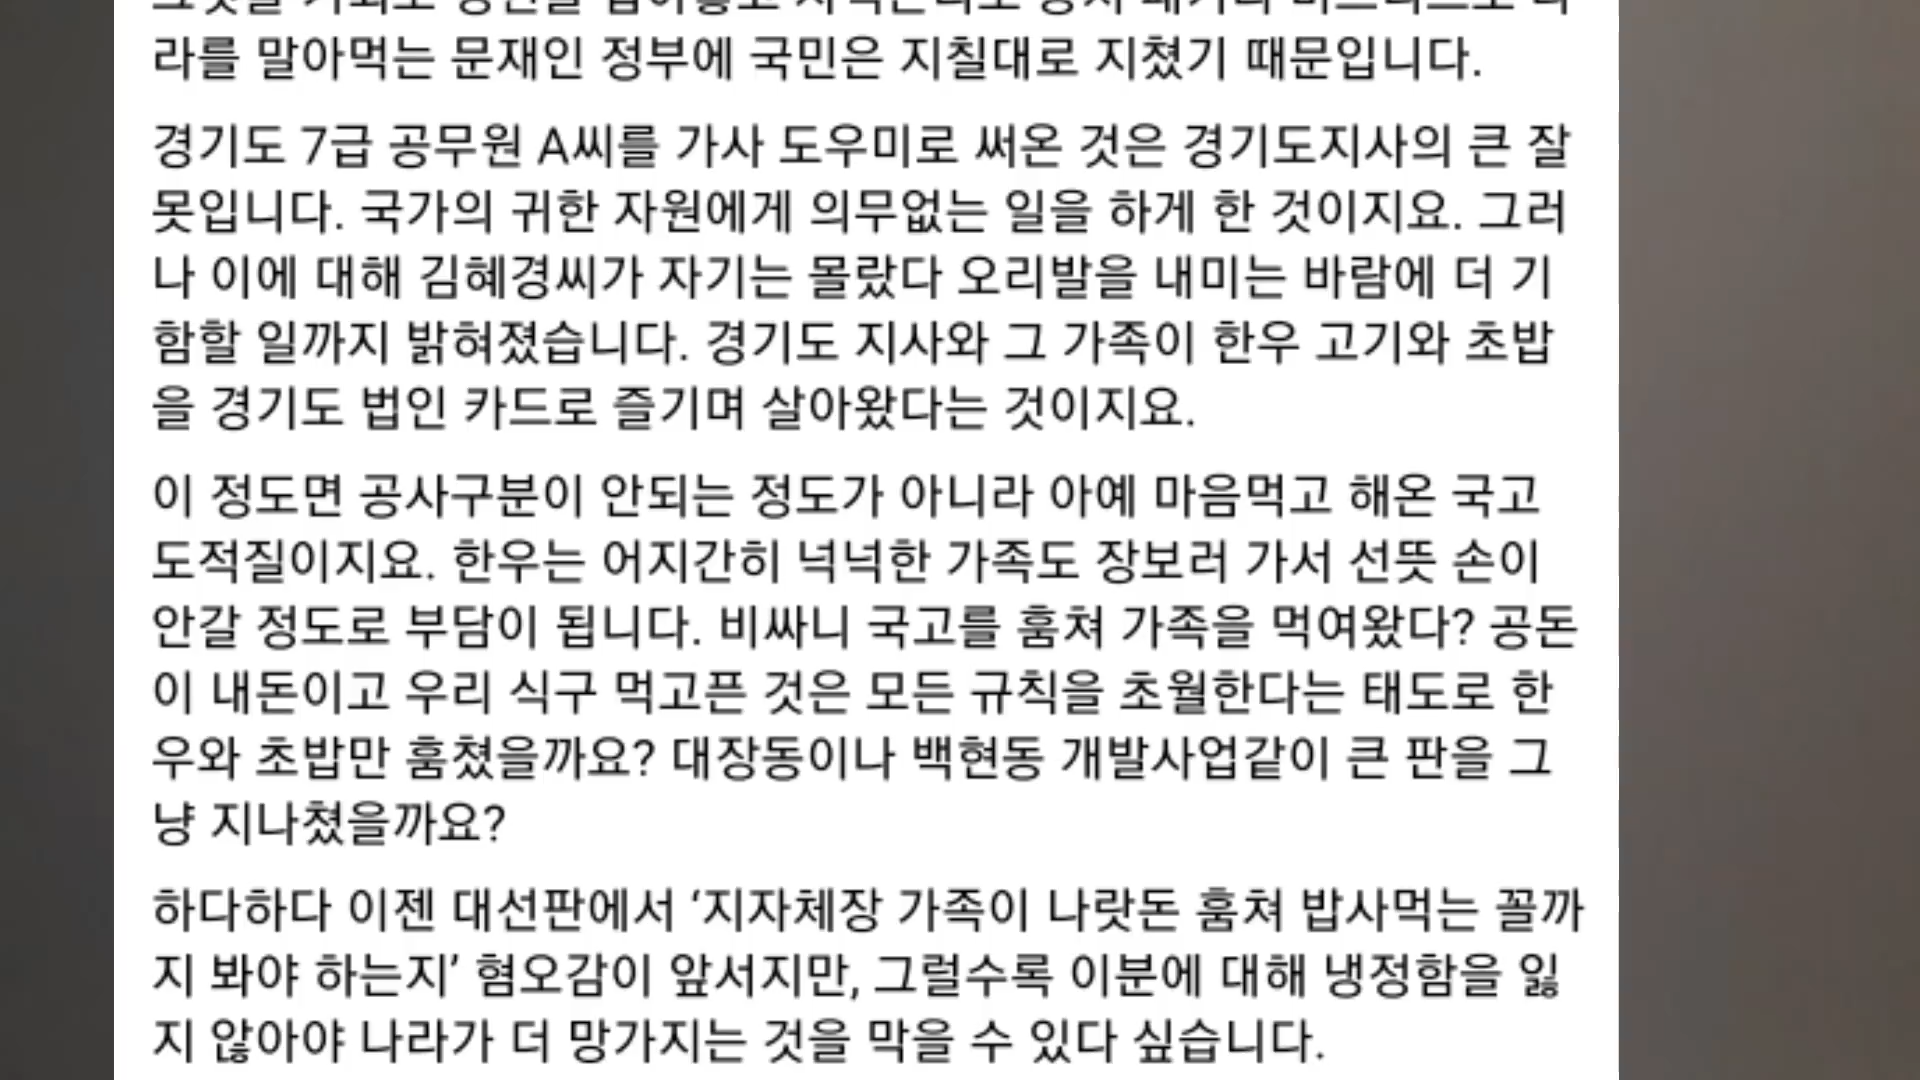 라를 말아먹는 문재인 정부에 국민은 지칠대로 지쳤기 때문입니다.
경기도 7급 공무원 A씨를 가사 도우미로 써온 것은 경기도지사의 큰 잘
못입니다. 국가의 귀한 자원에게 의무없는 일을 하게 한 것이지요. 그러
나 이에 대해 김혜경씨가 자기는 몰랐다 오리발을 내미는 바람에 더 기
함할 일까지 밝혀졌습니다. 경기도 지사와 그 가족이 한우 고기와 초밥
을 경기도 법인 카드로 즐기며 살아왔다는 것이지요.
이 정도면 공사구분이 안되는 정도가 아니라 아예 마음먹고 해온 국고
도적질이지요. 한우는 어지간히 넉넉한 가족도 장보러 가서 선뜻 손이
안갈 정도로 부담이 됩니다. 비싸니 국고를 훔쳐 가족을 먹여왔다? 공돈
이 내돈이고 우리 식구 먹고픈 것은 모든 규칙을 초월한다는 태도로 한
우와 초밥만 훔쳤을까요? 대장동이나 백현동 개발사업같이 큰 판을 그
냥 지나쳤을까요?
하다하다 이젠 대선판에서 ‘지자체장 가족이 나랏돈 훔쳐 밥사먹는 꼴까
지 봐야 하는지’ 혐오감이 앞서지만, 그럴수록 이분에 대해 냉정함을 잃
지 않아야 나라가 더 망가지는 것을 막을 수 있다 싶습니다.